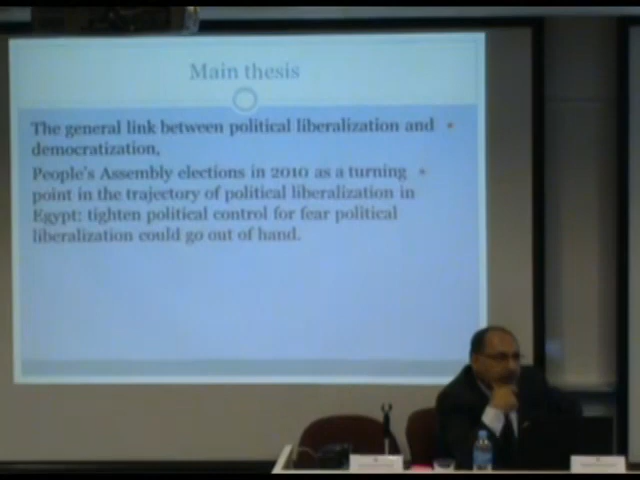 Main thesis
The general link between political liberalization and
democratization,
People's Assembly elections in 2010 as a turning
point in the trajectory of political liberalization in
Egypt: tighten political control for fear political
liberalization could go out of hand.